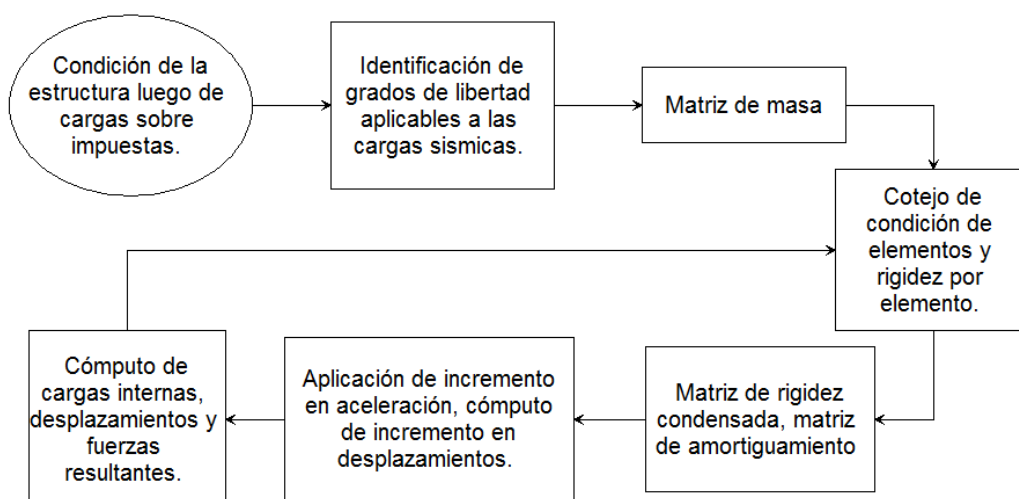 Condición de la
estructura luego de
cargas sobre
impuestas.
Identificación de
grados de libertad
aplicables a las
cargas sismicas.
Matriz de masa
Cotejo de
condición de
elementos y
rigidez por
elemento.
Matriz de rigidez
condensada, matriz
de amortiguamiento
Aplicación de incremento
en aceleración, cómputo
de incremento en
desplazamientos.
Cómputo de
cargas internas,
desplazamientos y
fuerzas
resultantes.